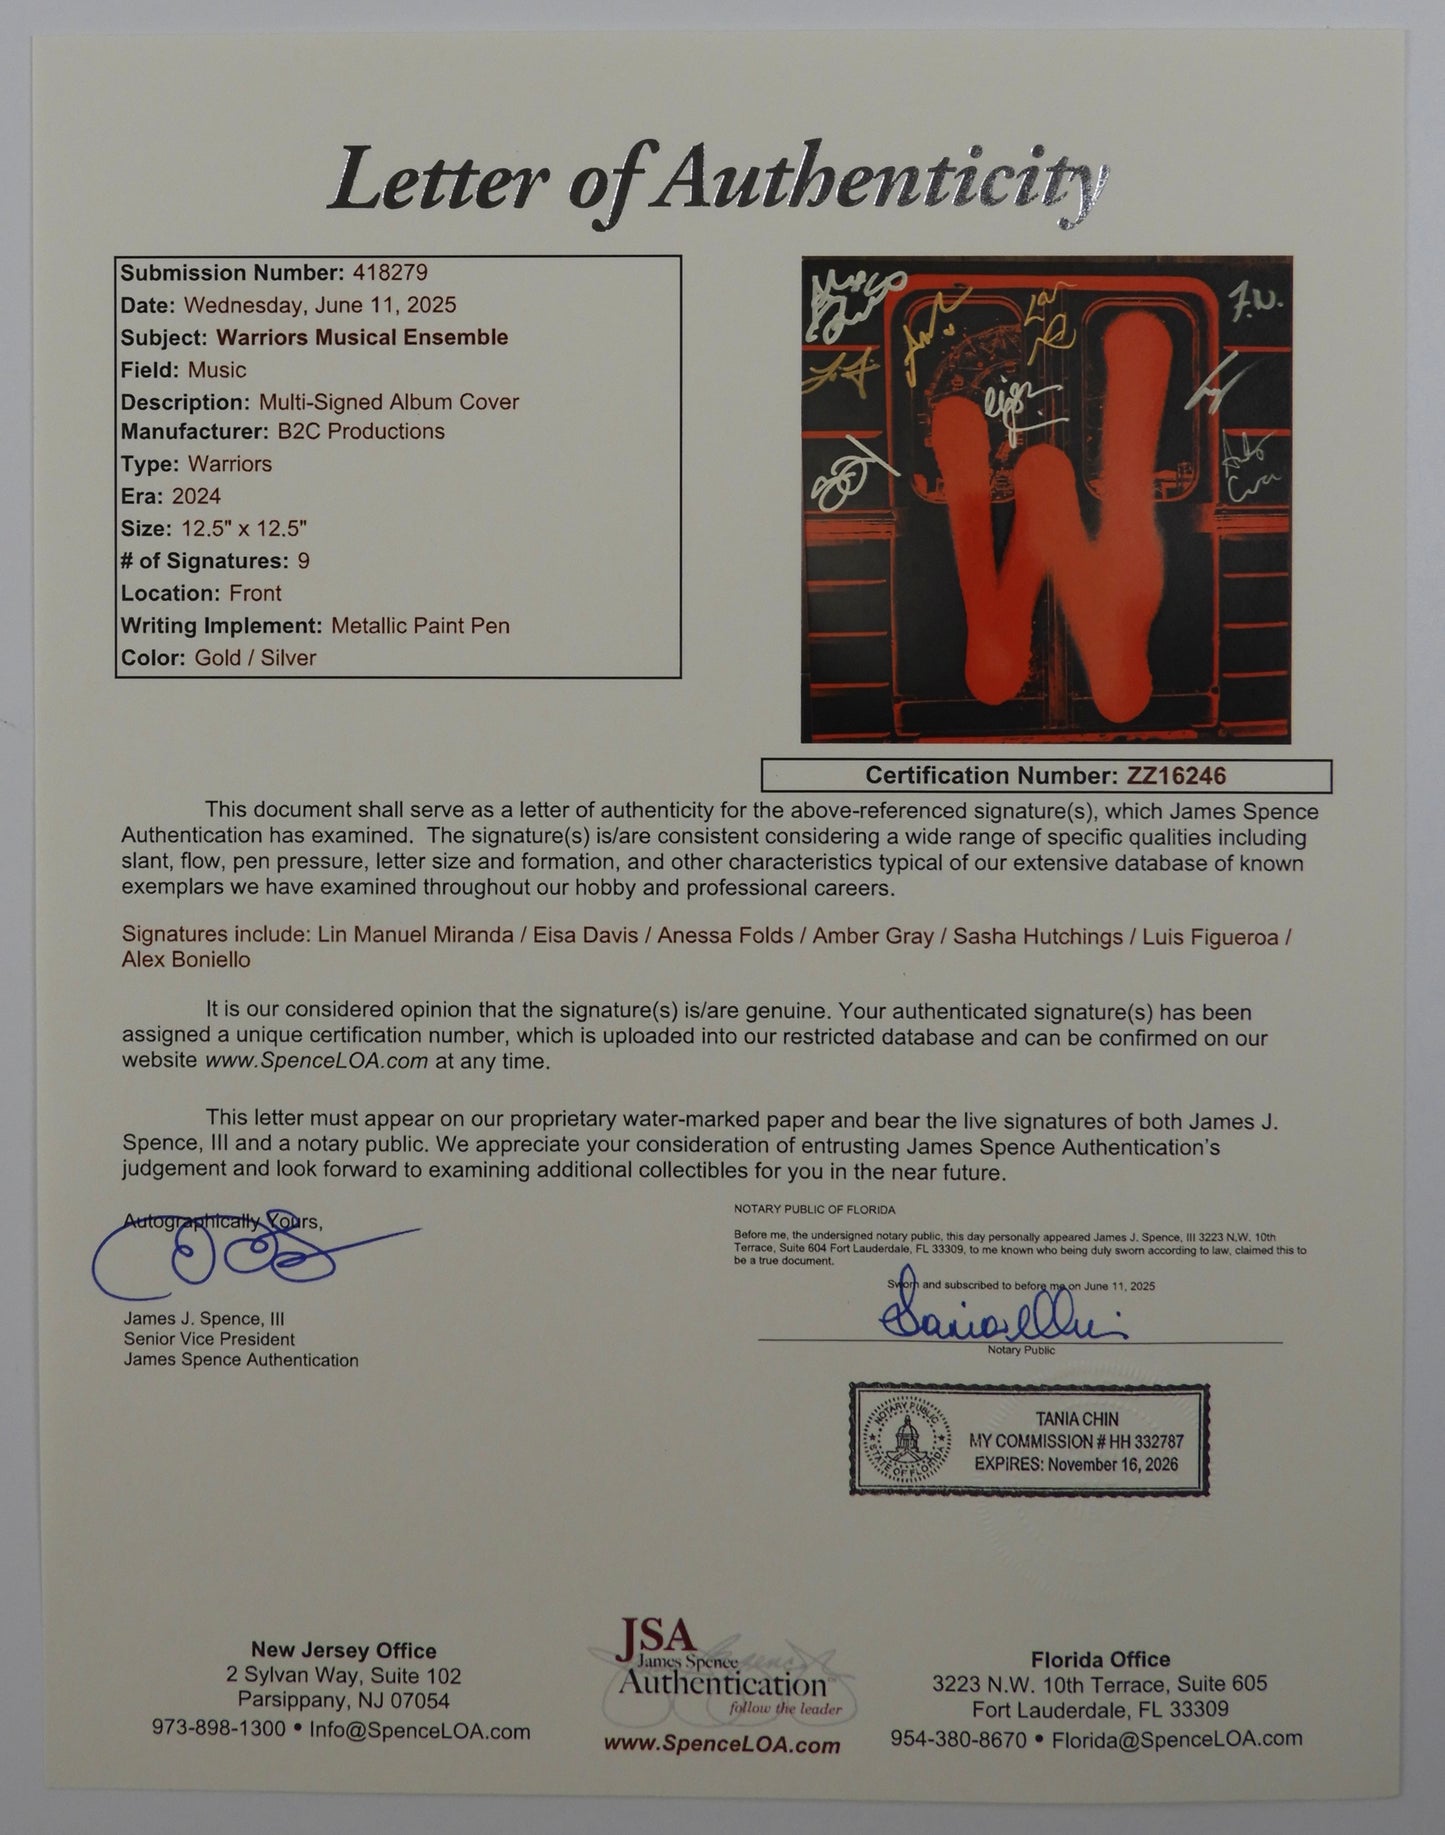 Letter of Authenticity
Submission Number: 418279
Date: Wednesday, June 11, 2025
Subject: Warriors Musical Ensemble
Field: Music
Description: Multi-Signed Album Cover
Manufacturer: B2C Productions
Type: Warriors
Era: 2024
Size: 12.5" x 12.5"
# of Signatures: 9
Location: Front
Writing Implement: Metallic Paint Pen
Color: Gold / Silver
F.N.
W
Certification Number: ZZ16246
This document shall serve as a letter of authenticity for the above-referenced signature(s), which James Spence
Authentication has examined. The signature(s) is/are consistent considering a wide range of specific qualities including
slant, flow, pen pressure, letter size and formation, and other characteristics typical of our extensive database of known
exemplars we have examined throughout our hobby and professional careers.
Signatures include: Lin Manuel Miranda / Eisa Davis / Anessa Folds / Amber Gray / Sasha Hutchings / Luis Figueroa /
Alex Boniello
It is our considered opinion that the signature(s) is/are genuine. Your authenticated signature(s) has been
assigned a unique certification number, which is uploaded into our restricted database and can be confirmed on our
website www.SpenceLOA.com at any time.
This letter must appear on our proprietary water-marked paper and bear the live signatures of both James J.
Spence, III and a notary public. We appreciate your consideration of entrusting James Spence Authentication's
judgement and look forward to examining additional collectibles for you in the near future.
Autographically Yours,
James J. Spence, III
Senior Vice President
James Spence Authentication
NOTARY PUBLIC OF FLORIDA
Before me, the undersigned notary public, this day personally appeared James J. Spence, III 3223 N.W. 10th
Terrace, Suite 604 Fort Lauderdale, FL 33309, to me known who being duly sworn according to law, claimed this to
be a true document.
Sworn and subscribed to before me on June 11, 2025
Notary Public
NOTARY PUBLIC
STATE OF FLORIDA
TANIA CHIN
MY COMMISSION # HH 332787
EXPIRES: November 16, 2026
New Jersey Office
2 Sylvan Way, Suite 102
Parsippany, NJ 07054
973-898-1300 • Info@SpenceLOA.com
JSA
James Spence
Authentication™
follow the leader
www.SpenceLOA.com
Florida Office
3223 N.W. 10th Terrace, Suite 605
Fort Lauderdale, FL 33309
954-380-8670 • Florida@SpenceLOA.com